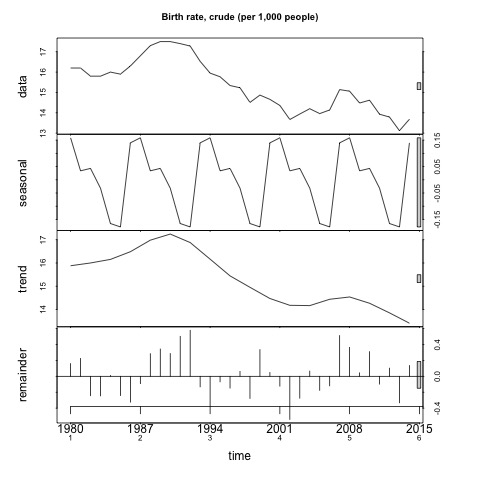 Birth rate, crude (per 1,000 people)
data
13 14 15 16 17
seasonal
-0.15 -0.05 0.05 0.15
trend
14 15 16 17
remainder
-0.4 0.0 0.4
1980 1987 1994 2001 2008 2015
1 2 3 4 5 6
time